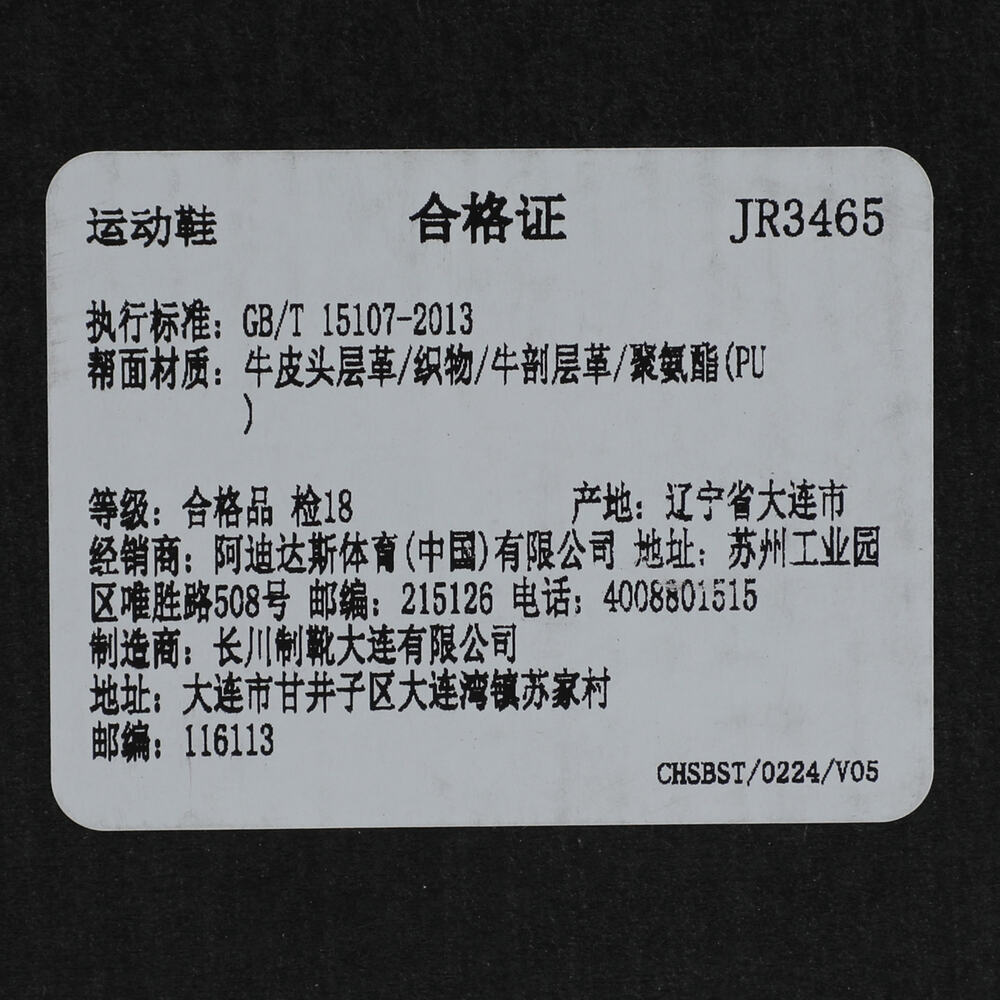 运动鞋 合格证 JR3465
执行标准：GB/T 15107-2013
帮面材质：牛皮头层革/织物/牛剖层革/聚氨酯(PU
)
等级：合格品 检18 产地：辽宁省大连市
经销商：阿迪达斯体育(中国)有限公司 地址：苏州工业园
区唯胜路508号 邮编：215126 电话：4008801515
制造商：长川制靴大连有限公司
地址：大连市甘井子区大连湾镇苏家村
邮编：116113
CHSBST/0224/V05